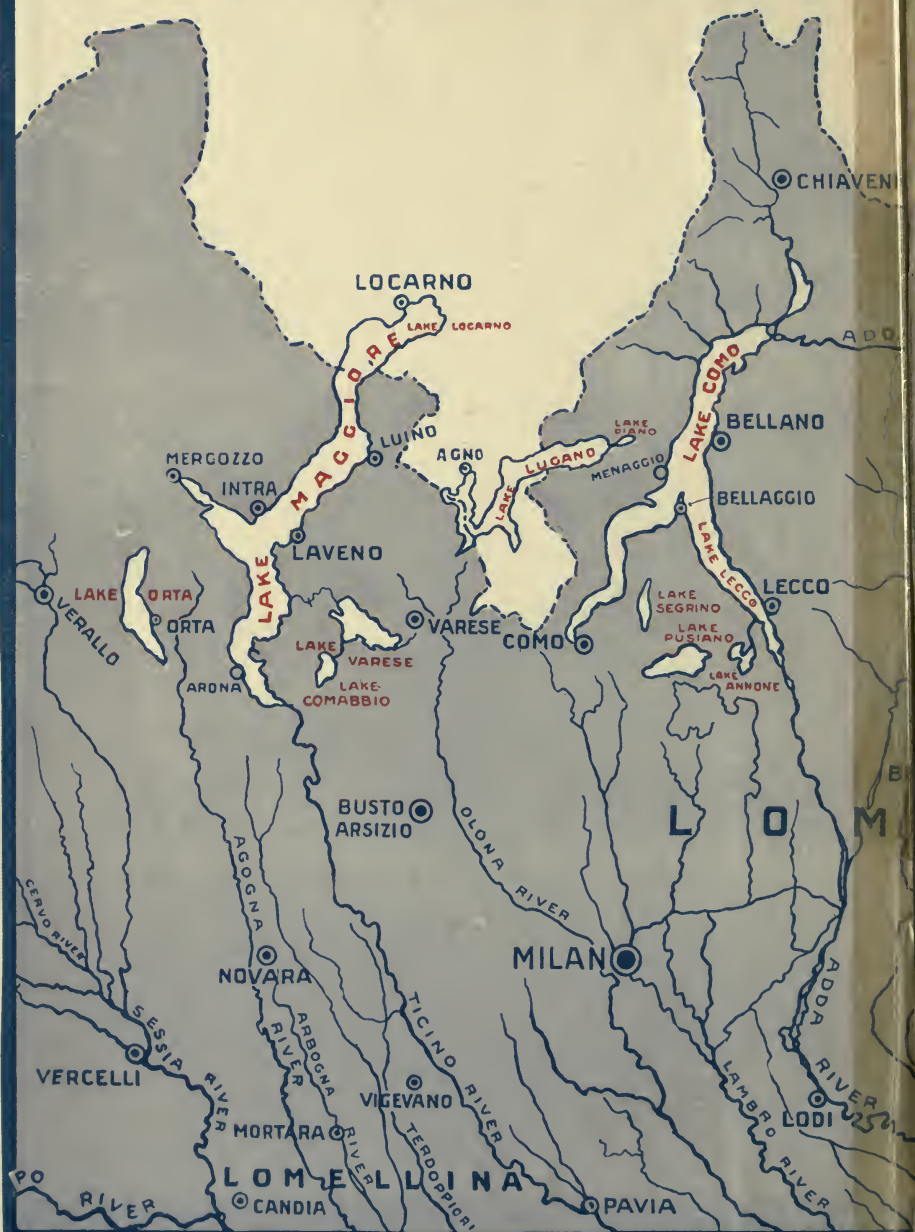 CHIAVEN
LOCARNO
LAKE LOCARNO
LAKE MAGGIORE
LAKE COMO
ADD
BELLANO
LUINO
AGNO
LAKE LUGANO
LAKE
PIANO
MENAGGIO
MERGOZZO
INTRA
BELLAGGIO
LAVENO
LAKE LECCO
LECCO
LAKE ORTA
ORTA
VERALLO
VARESE
LAKE VARESE
LAKE
COMABBIO
COMO
LAKE
SEGRINO
LAKE
PUSIANO
LAKE
ANNONE
ARONA
BUSTO
ARSIZIO
OLONA RIVER
L O M
B
AGOGNA RIVER
CERVO RIVER
NOVARA
MILAN
ADDA RIVER
SESSIA RIVER
ARBOGNA RIVER
TICINO RIVER
LAMBRO RIVER
VERCELLI
VIGEVANO
LODI
MORTARA
TERDOPPIORI
LOMELLINA
PO RIVER
CANDIA
PAVIA